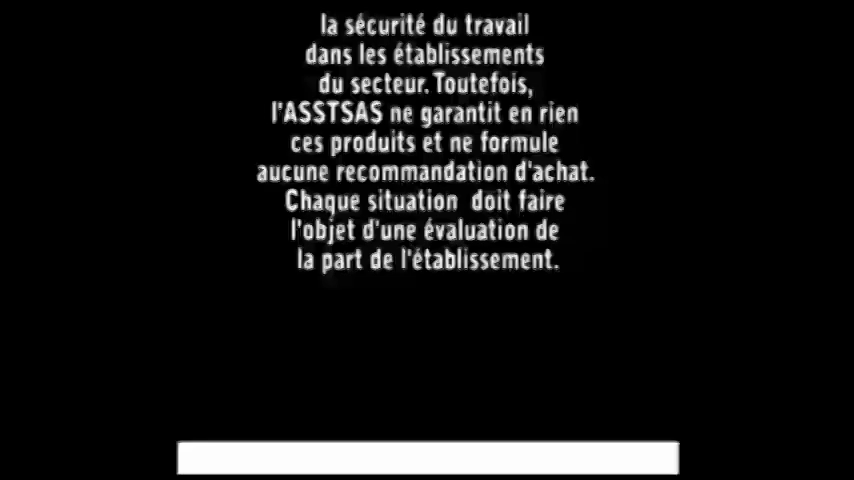 la sécurité du travail
dans les établissements
du secteur. Toutefois,
l'ASSTSAS ne garantit en rien
ces produits et ne formule
aucune recommandation d'achat.
Chaque situation doit faire
l'objet d'une évaluation de
la part de l'établissement.